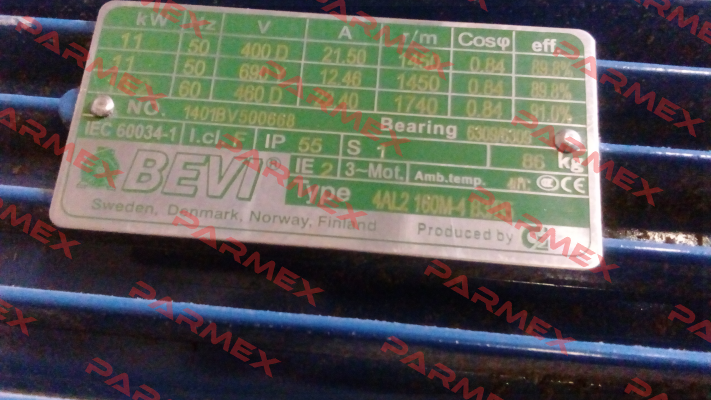 kW Hz V A r/m Cosφ eff.
11 50 400 D 21.50 1450 0.84 89.8%
11 50 12.46 1450 0.84 89.8%
60 460 D 1740 0.84 91.0%
NO. 1401BV500668 Bearing
IEC 60034-1 I.cl. F IP 55 S 1 86 kg
BEVI IE 2 3~Mot. Amb.temp. CE
Type 4AL2 160M-4
Sweden, Denmark, Norway, Finland Produced by
PARMEX